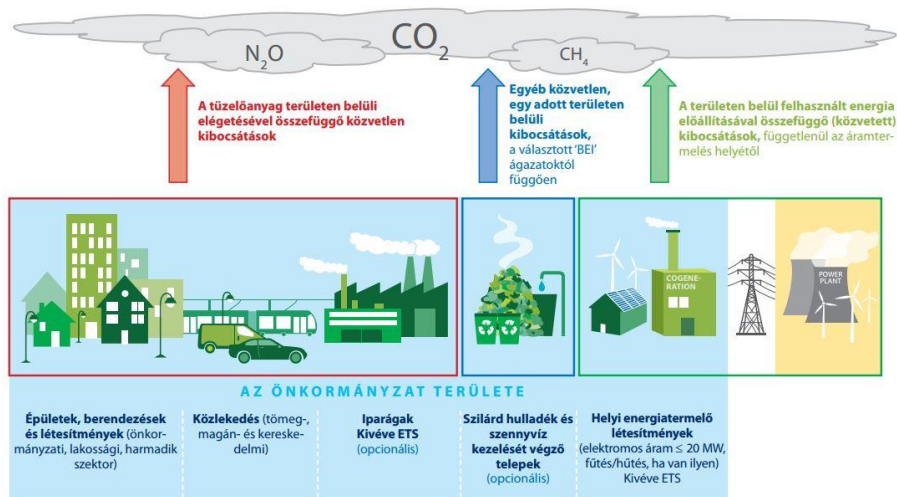 CO2
N2O
CH4
A tüzelőanyag területen belüli
elégetésével összefüggő közvetlen
kibocsátások
Egyéb közvetlen,
egy adott területen
belüli
kibocsátások,
a választott 'BEI'
ágazatoktól
függően
A területen belül felhasznált energia
előállításával összefüggő (közvetett)
kibocsátások, függetlenül az áramter-
melés helyétől
COGENE-
RATION
POWER
PLANT
AZ ÖNKORMÁNYZAT TERÜLETE
Épületek, berendezések
és létesítmények (önkor-
mányzati, lakossági, harmadik
szektor)
Közlekedés (tömeg-,
magán- és kereske-
delmi)
Iparágak
Kivéve ETS
(opcionális)
Szilárd hulladék és
szennyvíz
kezelését végző
telepek
(opcionális)
Helyi energiatermelő
létesítmények
(elektromos áram ≤ 20 MW,
fűtés/hűtés, ha van ilyen)
Kivéve ETS